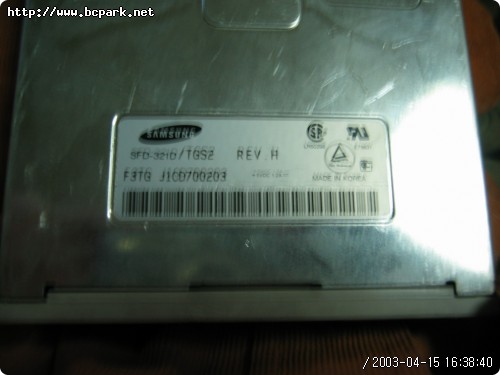 http://www.bcpark.net
SAMSUNG
SFD-321D/TGS2 REV.H
F3TG J1CD700203
MADE IN KOREA
/2003-04-15 16:38:40